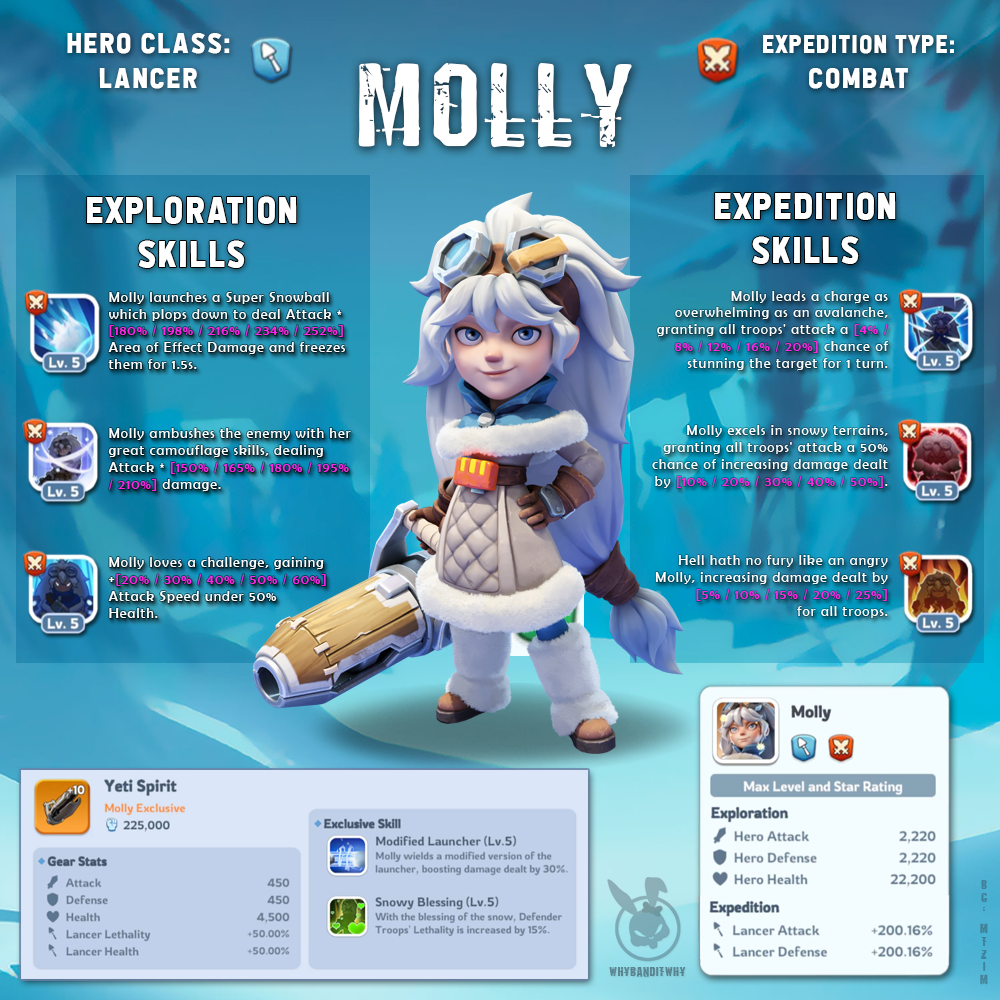 HERO CLASS:
LANCER
MOLLY
EXPEDITION TYPE:
COMBAT
EXPLORATION
SKILLS
Molly launches a Super Snowball
which plops down to deal Attack *
[180% / 198% / 216% / 234% / 252%]
Area of Effect Damage and freezes
them for 1.5s.
Lv. 5
Molly ambushes the enemy with her
great camouflage skills, dealing
Attack * [150% / 165% / 180% / 195%
/ 210%] damage.
Lv. 5
Molly loves a challenge, gaining
+[20% / 30% / 40% / 50% / 60%]
Attack Speed under 50%
Health.
Lv. 5
EXPEDITION
SKILLS
Molly leads a charge as
overwhelming as an avalanche,
granting all troops' attack a [4% /
8% / 12% / 16% / 20%] chance of
stunning the target for 1 turn.
Lv. 5
Molly excels in snowy terrains,
granting all troops' attack a 50%
chance of increasing damage dealt
by [10% / 20% / 30% / 40% / 50%].
Lv. 5
Hell hath no fury like an angry
Molly, increasing damage dealt by
[5% / 10% / 15% / 20% / 25%]
for all troops.
Lv. 5
+10
Yeti Spirit
Molly Exclusive
225,000
Gear Stats
Attack 450
Defense 450
Health 4,500
Lancer Lethality +50.00%
Lancer Health +50.00%
Exclusive Skill
Modified Launcher (Lv.5)
Molly wields a modified version of the
launcher, boosting damage dealt by 30%.
Snowy Blessing (Lv.5)
With the blessing of the snow, Defender
Troops' Lethality is increased by 15%.
WHYBANDITWHY
Molly
Max Level and Star Rating
Exploration
Hero Attack 2,220
Hero Defense 2,220
Hero Health 22,200
Expedition
Lancer Attack +200.16%
Lancer Defense +200.16%
BG: MTZIM